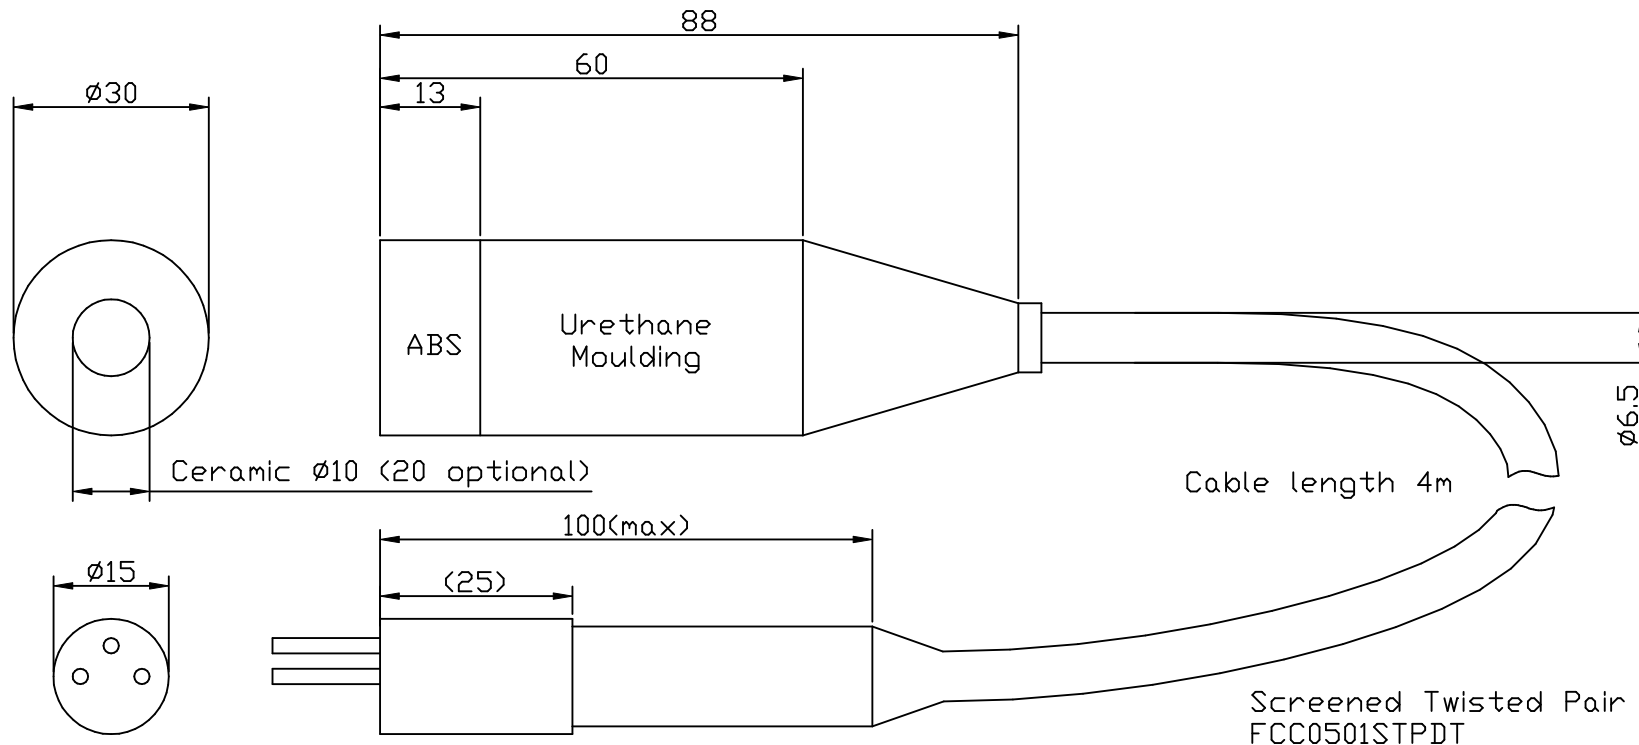 88
60
13
Ø30
ABS
Urethane
Moulding
Ø6.5
Ceramic Ø10 (20 optional)
Cable length 4m
100(max)
(25)
Ø15
Screened Twisted Pair
FCC0501STPDT